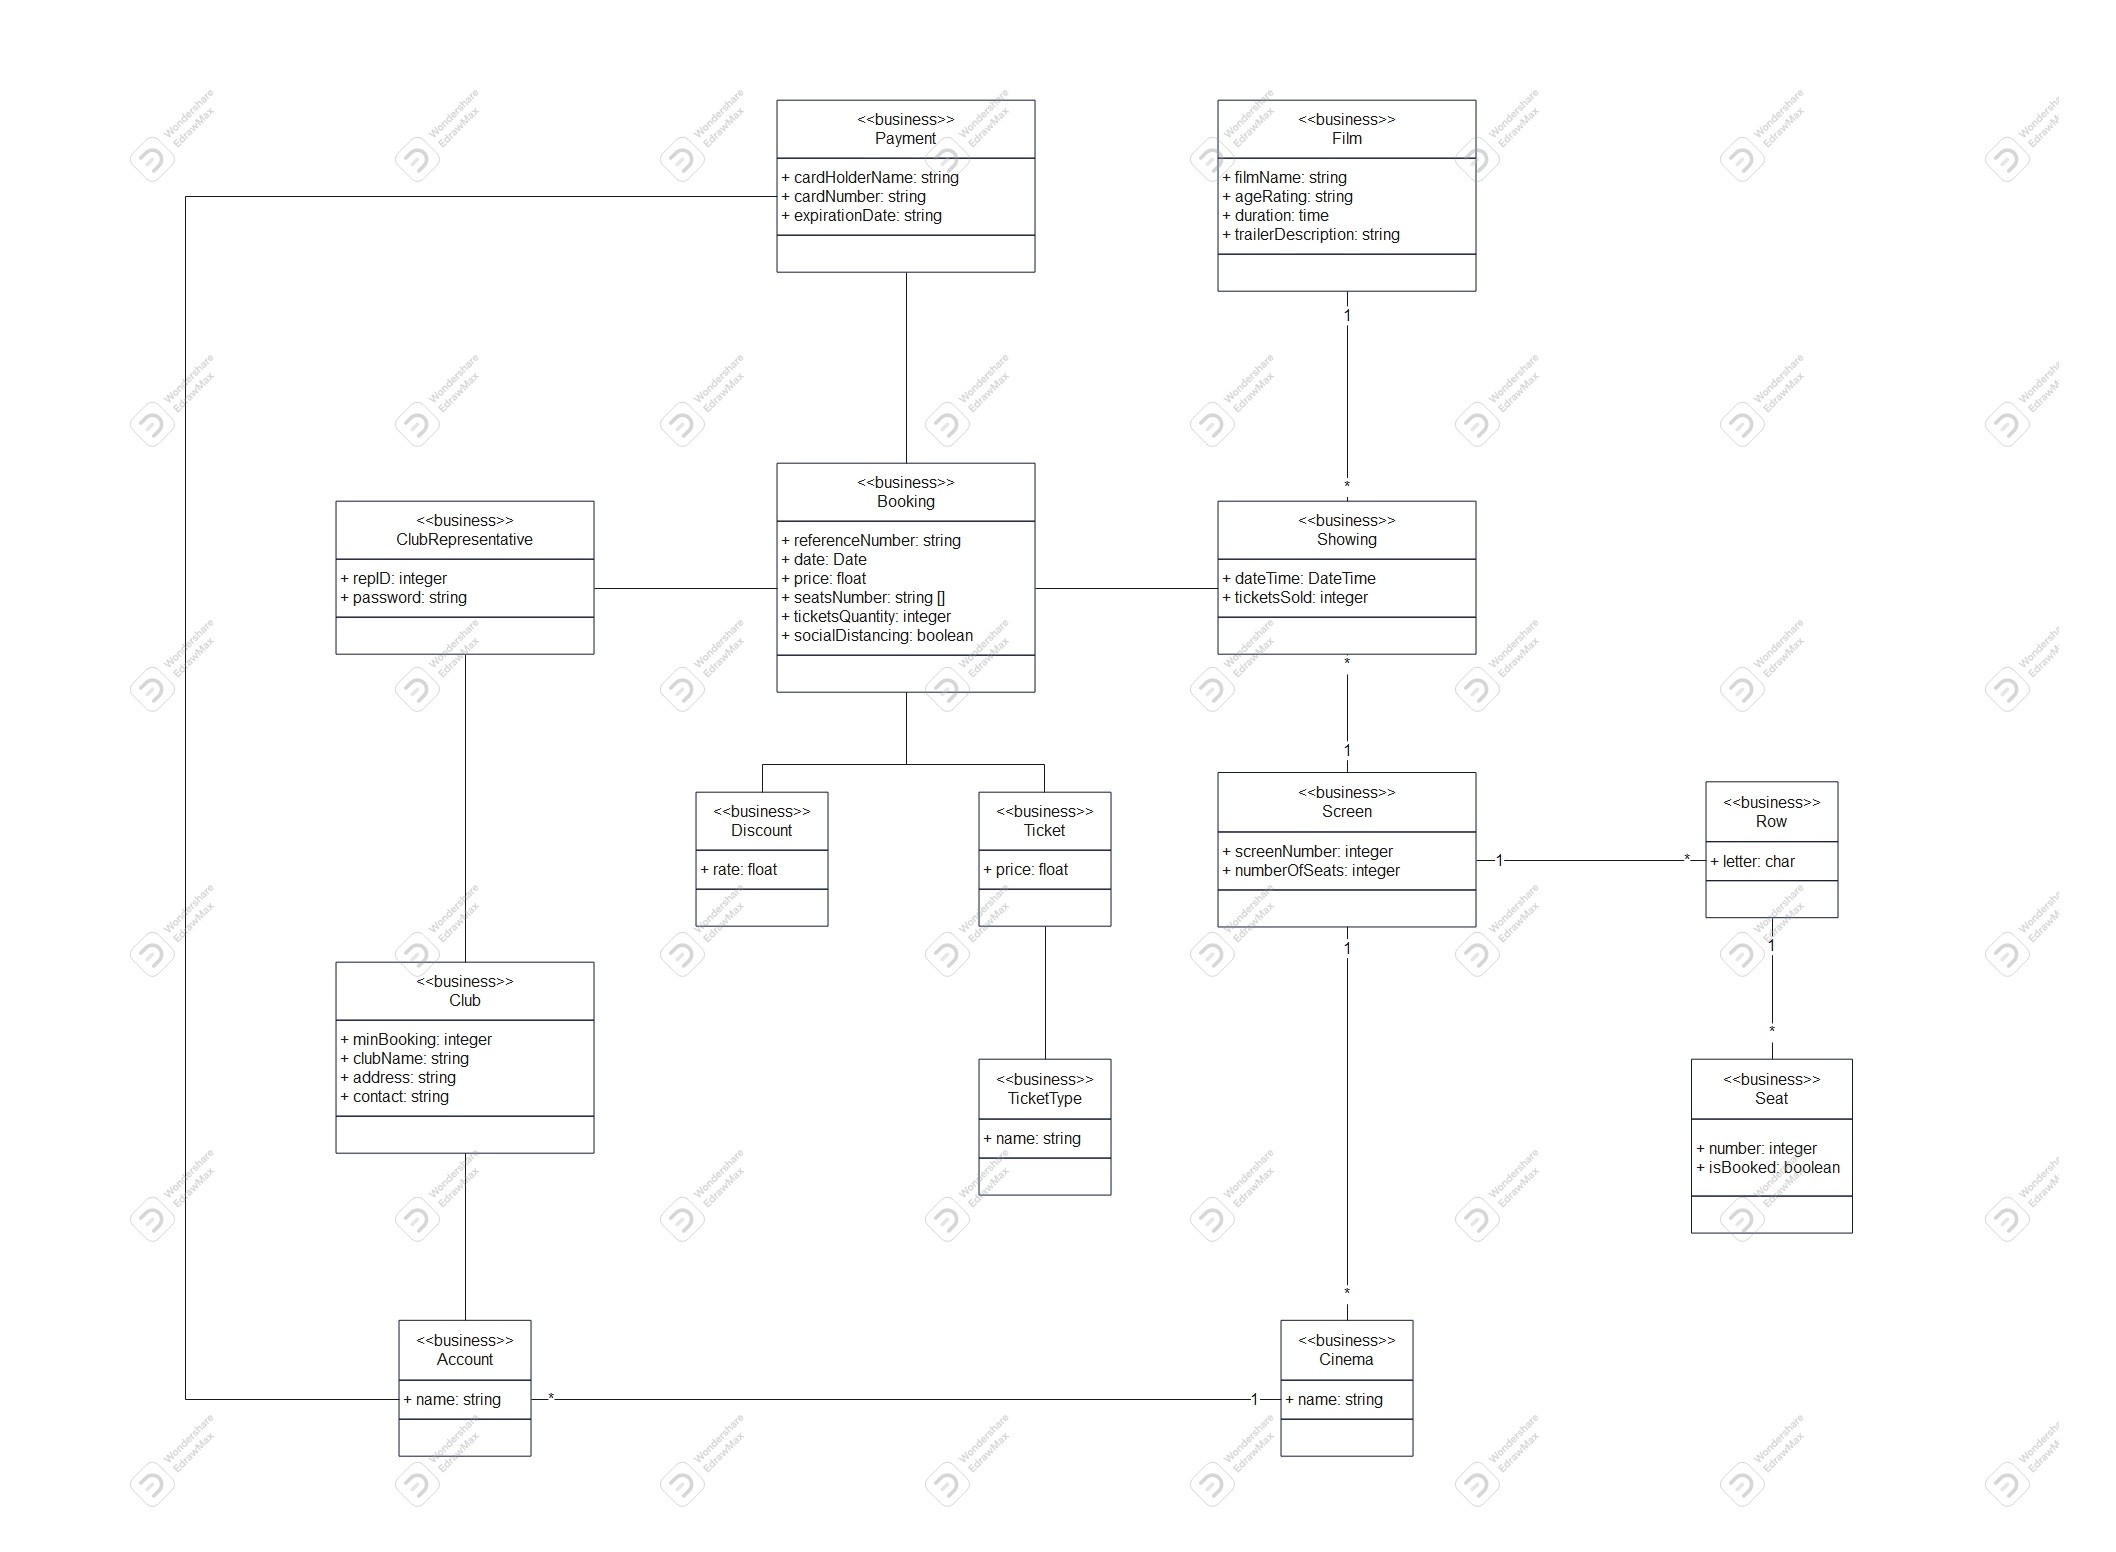 <<business>>
Payment
+ cardHolderName: string
+ cardNumber: string
+ expirationDate: string
<<business>>
Film
+ filmName: string
+ ageRating: string
+ duration: time
+ trailerDescription: string
1
*
<<business>>
ClubRepresentative
+ repID: integer
+ password: string
<<business>>
Booking
+ referenceNumber: string
+ date: Date
+ price: float
+ seatsNumber: string []
+ ticketsQuantity: integer
+ socialDistancing: boolean
<<business>>
Showing
+ dateTime: DateTime
+ ticketsSold: integer
*
1
<<business>>
Discount
+ rate: float
<<business>>
Ticket
+ price: float
<<business>>
Screen
+ screenNumber: integer
+ numberOfSeats: integer
1
*
<<business>>
Row
+ letter: char
1
1
*
<<business>>
Club
+ minBooking: integer
+ clubName: string
+ address: string
+ contact: string
<<business>>
TicketType
+ name: string
<<business>>
Seat
+ number: integer
+ isBooked: boolean
*
<<business>>
Account
+ name: string
*
1
<<business>>
Cinema
+ name: string
Wondershare
EdrawMax